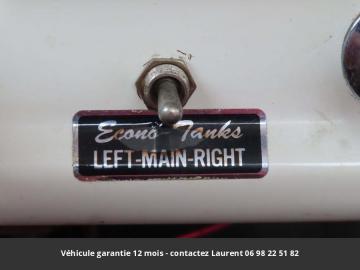 Econo Tanks
LEFT-MAIN-RIGHT
Véhicule garantie 12 mois - contactez Laurent 06 98 22 51 82